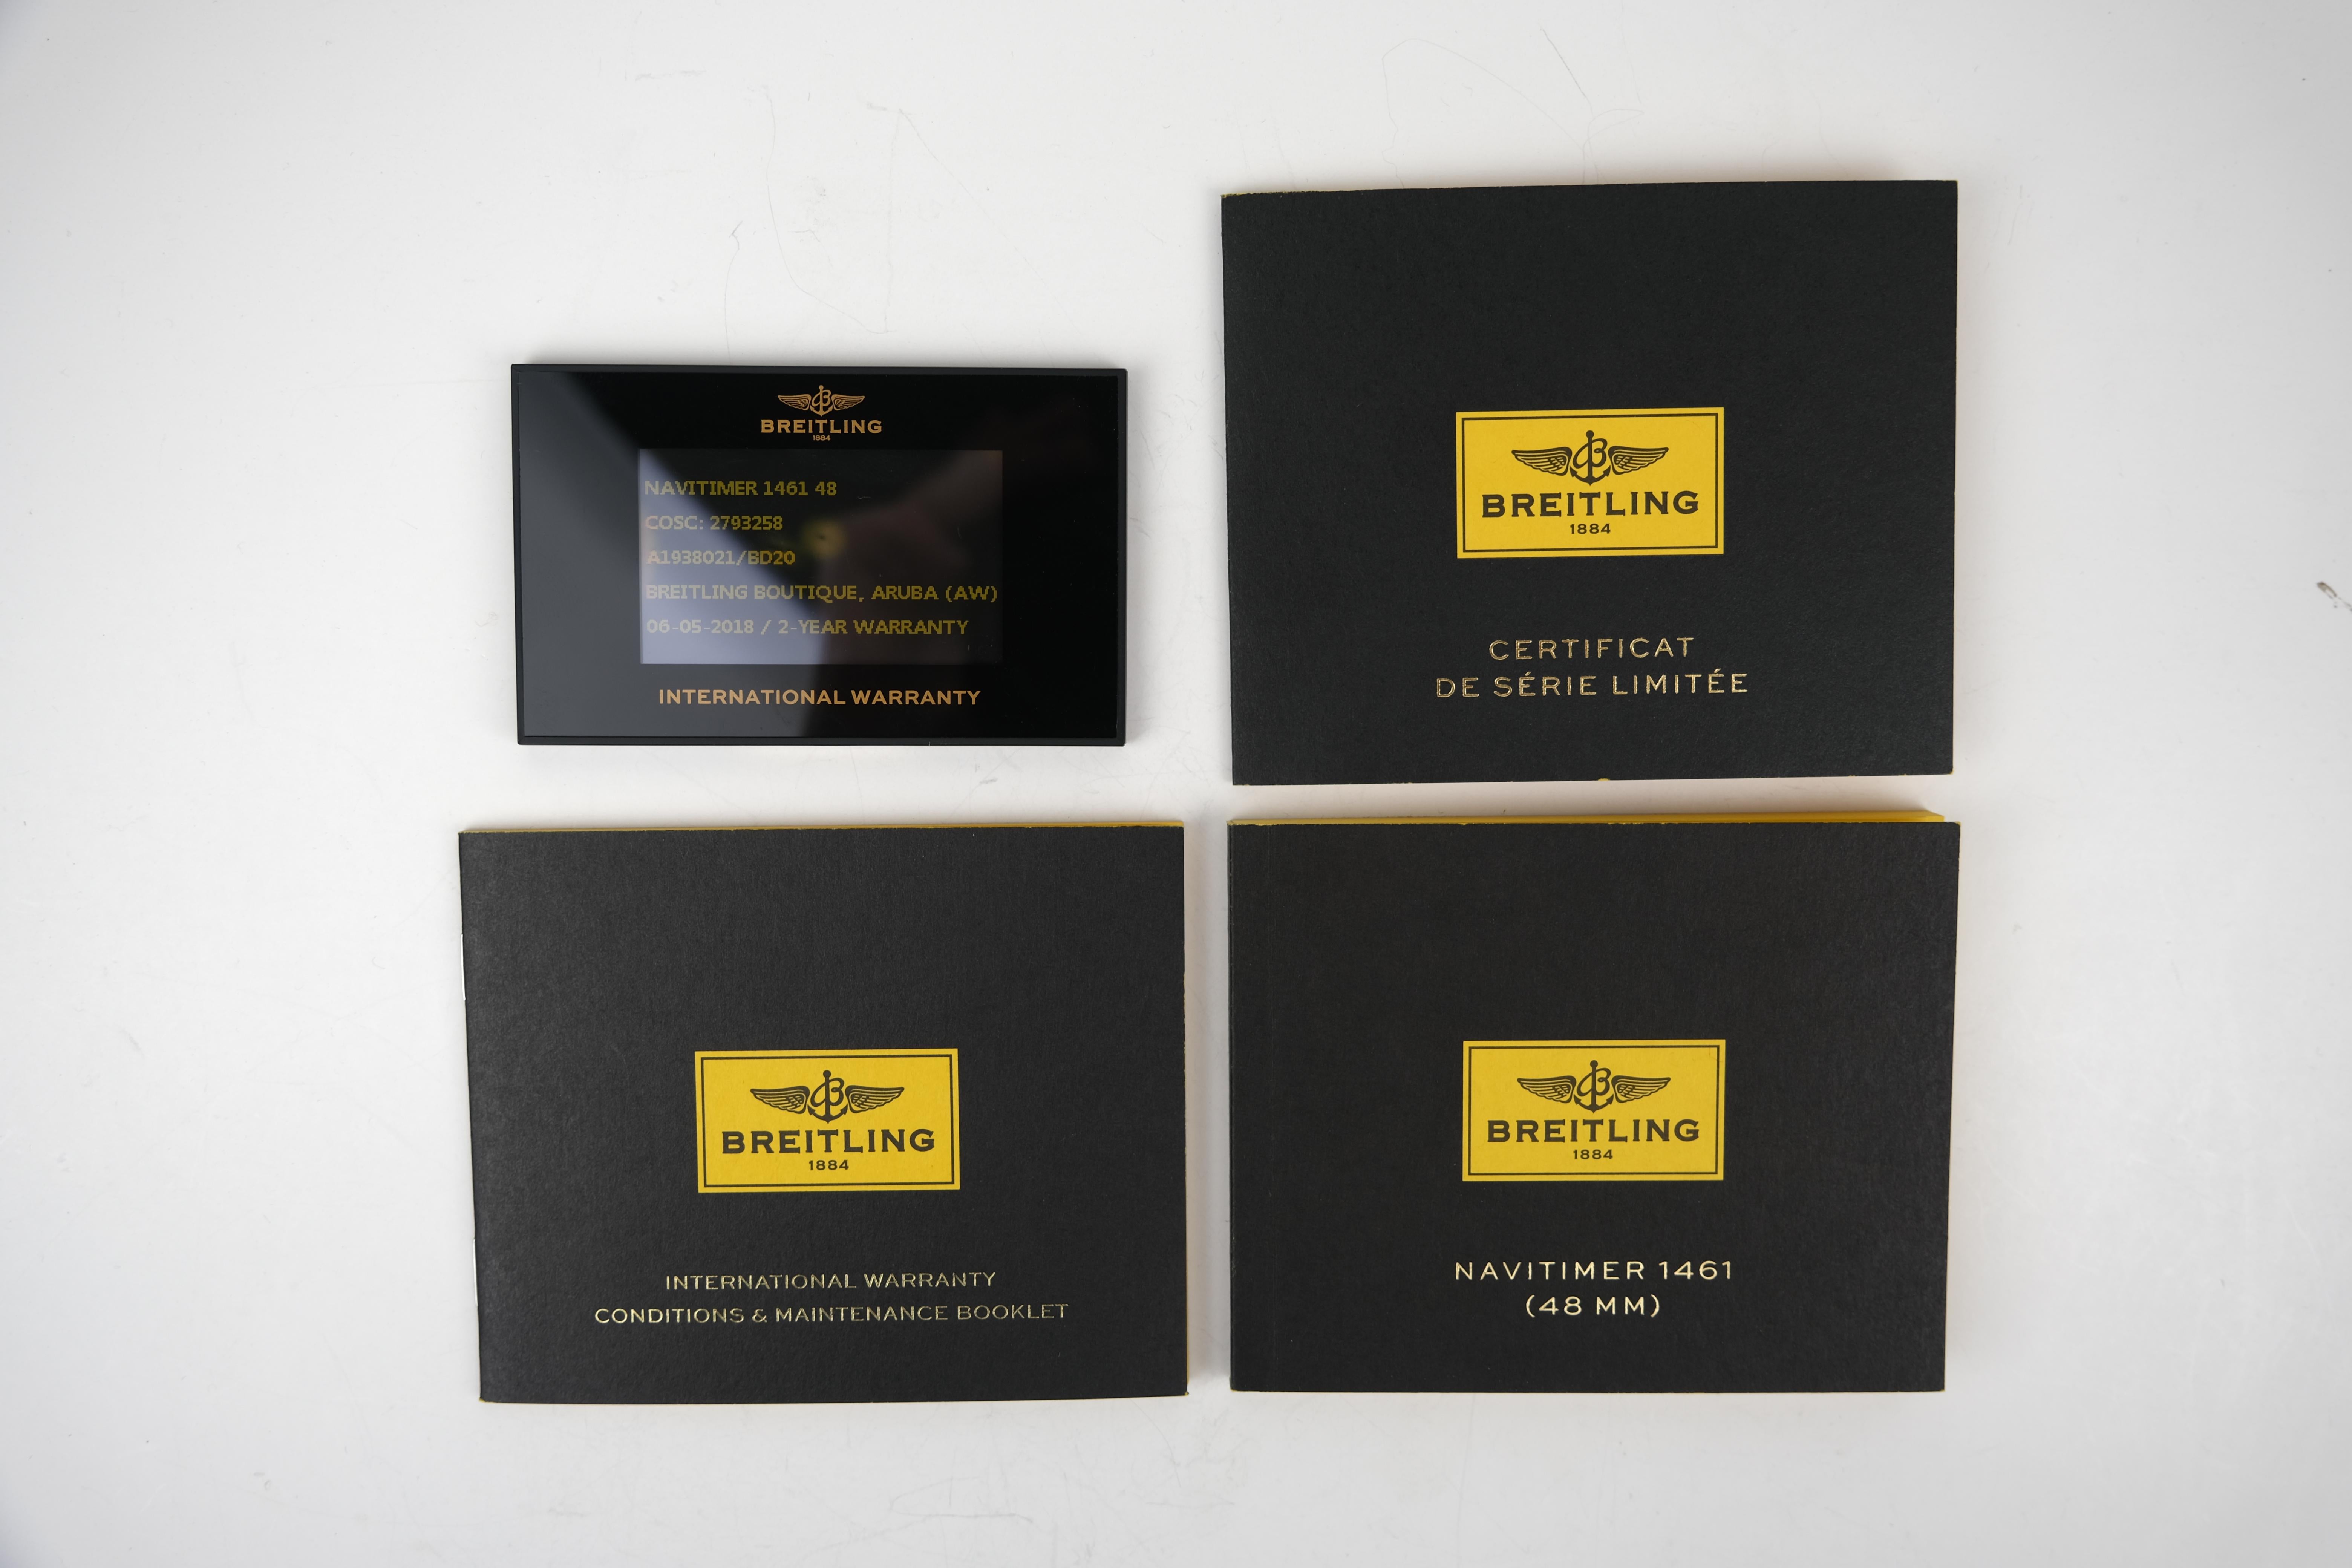 BREITLING
1884
NAVITIMER 1461 48
COSC: 2793258
A1938021/BD20
BREITLING BOUTIQUE, ARUBA (AW)
06-05-2018 / 2-YEAR WARRANTY
INTERNATIONAL WARRANTY
BREITLING
1884
CERTIFICAT
DE SÉRIE LIMITÉE
BREITLING
1884
INTERNATIONAL WARRANTY
CONDITIONS & MAINTENANCE BOOKLET
BREITLING
1884
NAVITIMER 1461
(48 MM)